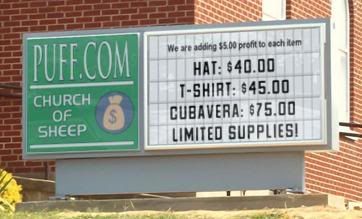 PUFF.COM
CHURCH
OF
SHEEP
$
We are adding $5.00 profit to each item
HAT: $40.00
T-SHIRT: $45.00
CUBAVERA: $75.00
LIMITED SUPPLIES!